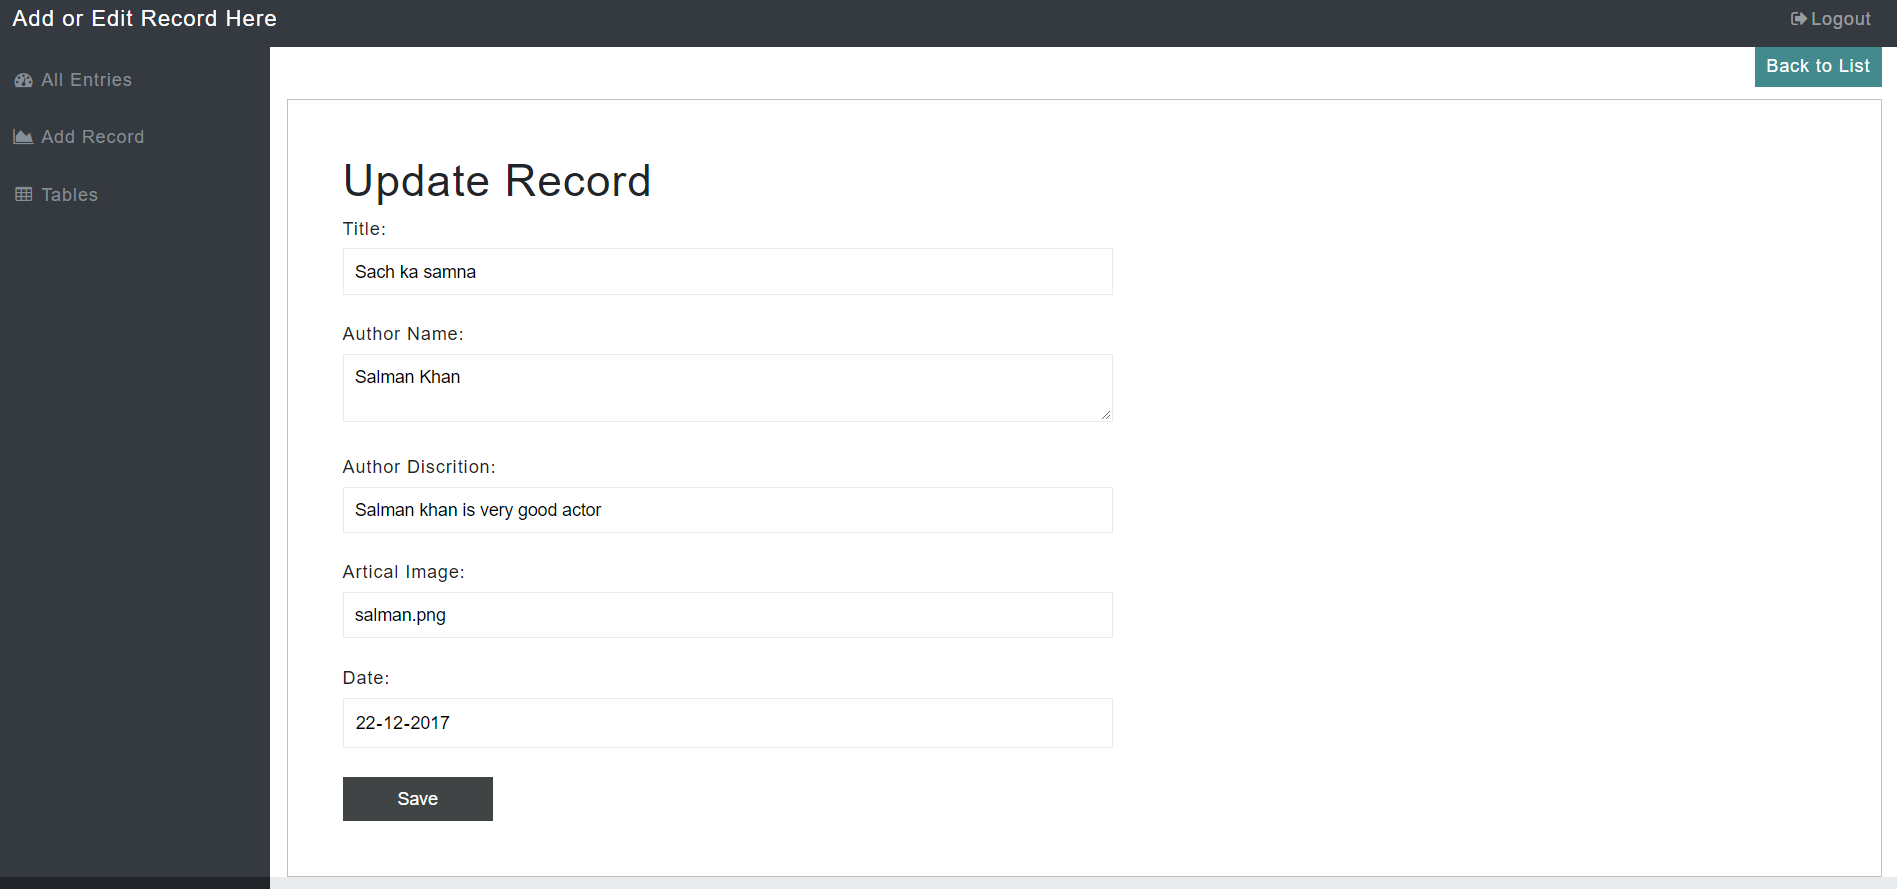 Add or Edit Record Here
Logout
All Entries
Add Record
Tables
Back to List
Update Record
Title:
Sach ka samna
Author Name:
Salman Khan
Author Discrition:
Salman khan is very good actor
Artical Image:
salman.png
Date:
22-12-2017
Save